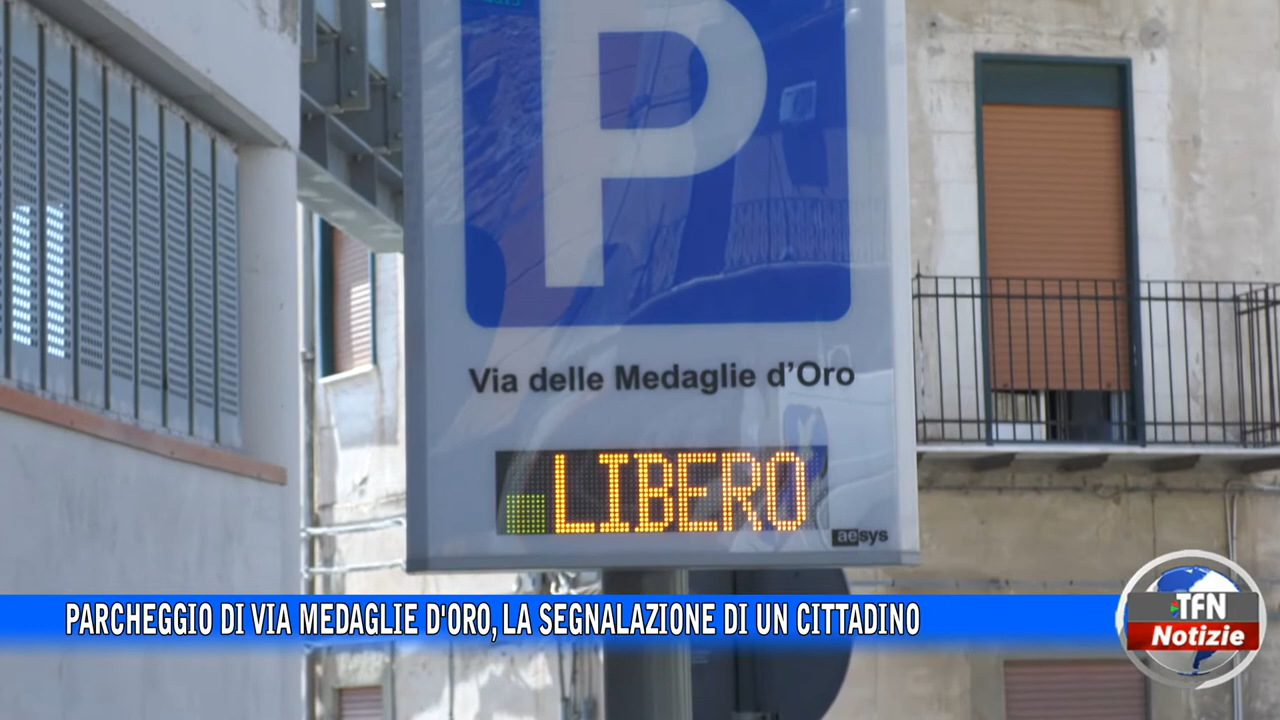 P
Via delle Medaglie d'Oro
LIBERO
aesys
PARCHEGGIO DI VIA MEDAGLIE D'ORO, LA SEGNALAZIONE DI UN CITTADINO
TFN
Notizie